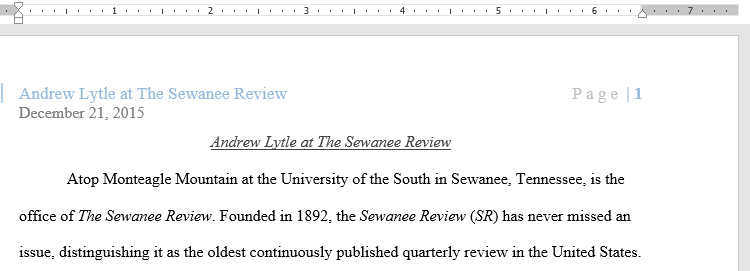 1 2 3 4 5 6 7
Andrew Lytle at The Sewanee Review Page | 1
December 21, 2015
Andrew Lytle at The Sewanee Review
Atop Monteagle Mountain at the University of the South in Sewanee, Tennessee, is the
office of The Sewanee Review. Founded in 1892, the Sewanee Review (SR) has never missed an
issue, distinguishing it as the oldest continuously published quarterly review in the United States.